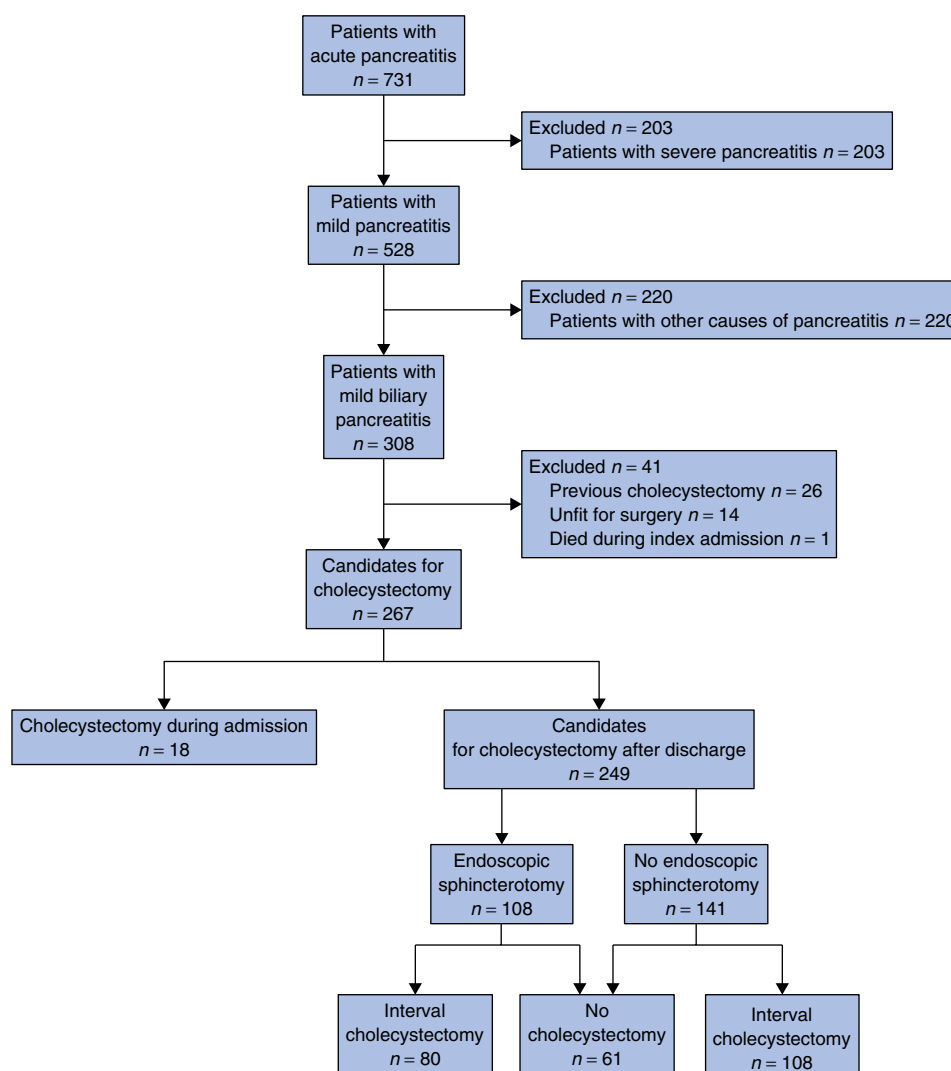 Patients with
acute pancreatitis
n = 731
Excluded n = 203
Patients with severe pancreatitis n = 203
Patients with
mild pancreatitis
n = 528
Excluded n = 220
Patients with other causes of pancreatitis n = 220
Patients with
mild biliary
pancreatitis
n = 308
Excluded n = 41
Previous cholecystectomy n = 26
Unfit for surgery n = 14
Died during index admission n = 1
Candidates for
cholecystectomy
n = 267
Cholecystectomy during admission
n = 18
Candidates
for cholecystectomy after discharge
n = 249
Endoscopic
sphincterotomy
n = 108
No endoscopic
sphincterotomy
n = 141
Interval
cholecystectomy
n = 80
No
cholecystectomy
n = 61
Interval
cholecystectomy
n = 108